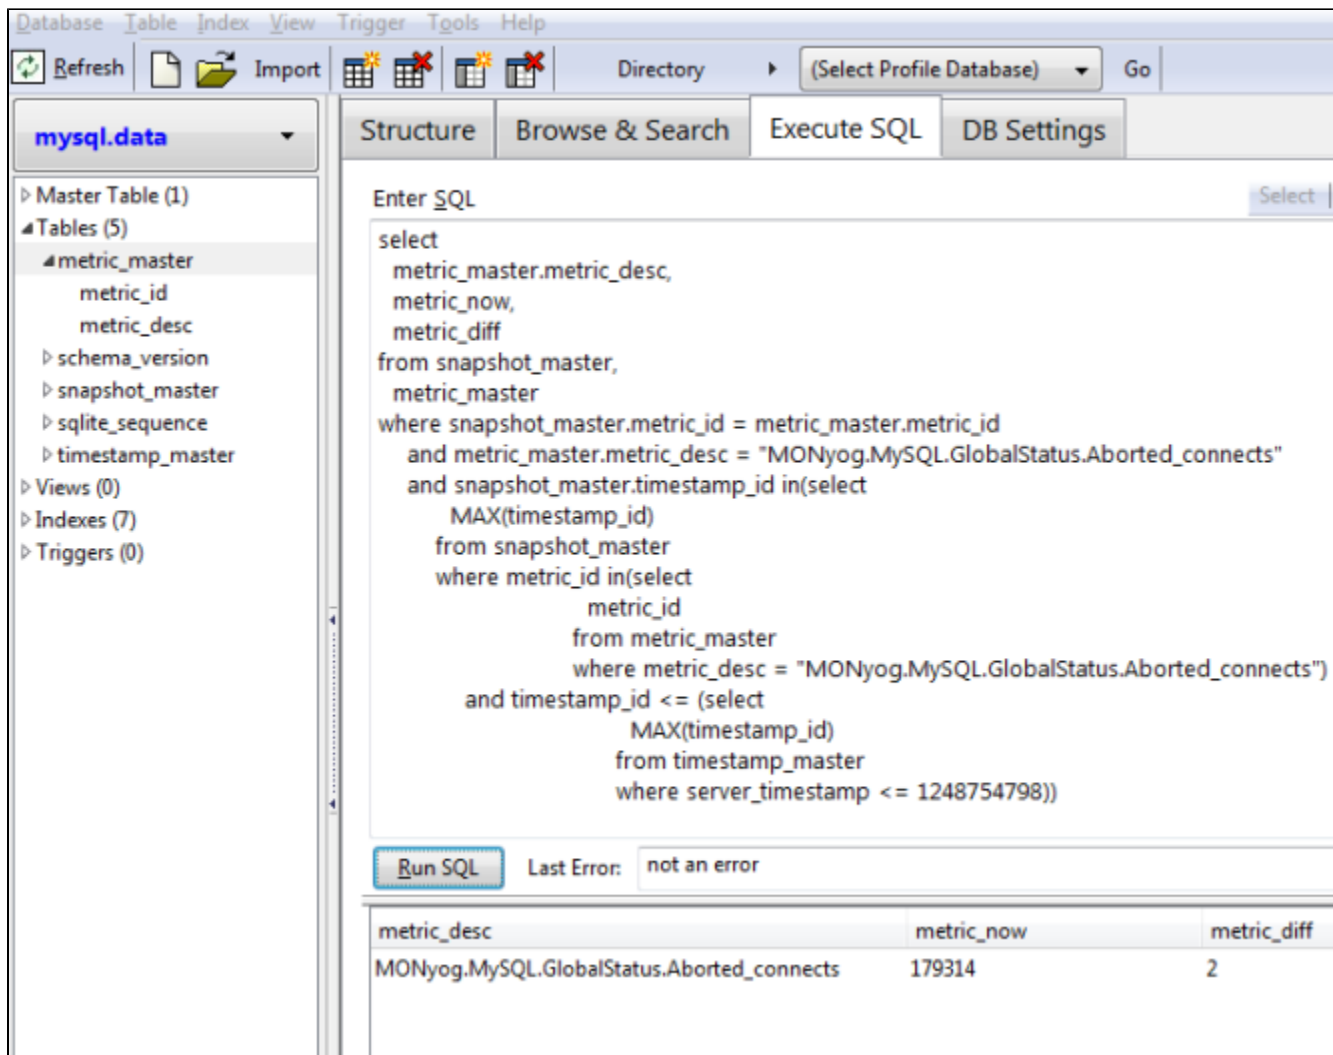 Database Table Index View Trigger Tools Help
Refresh Import Directory (Select Profile Database) Go
mysql.data
Structure Browse & Search Execute SQL DB Settings
Master Table (1)
Tables (5)
metric_master
metric_id
metric_desc
schema_version
snapshot_master
sqlite_sequence
timestamp_master
Views (0)
Indexes (7)
Triggers (0)
Enter SQL Select
select
metric_master.metric_desc,
metric_now,
metric_diff
from snapshot_master,
metric_master
where snapshot_master.metric_id = metric_master.metric_id
and metric_master.metric_desc = "MONyog.MySQL.GlobalStatus.Aborted_connects"
and snapshot_master.timestamp_id in(select
MAX(timestamp_id)
from snapshot_master
where metric_id in(select
metric_id
from metric_master
where metric_desc = "MONyog.MySQL.GlobalStatus.Aborted_connects")
and timestamp_id <= (select
MAX(timestamp_id)
from timestamp_master
where server_timestamp <= 1248754798))
Run SQL Last Error: not an error
metric_desc metric_now metric_diff
MONyog.MySQL.GlobalStatus.Aborted_connects 179314 2